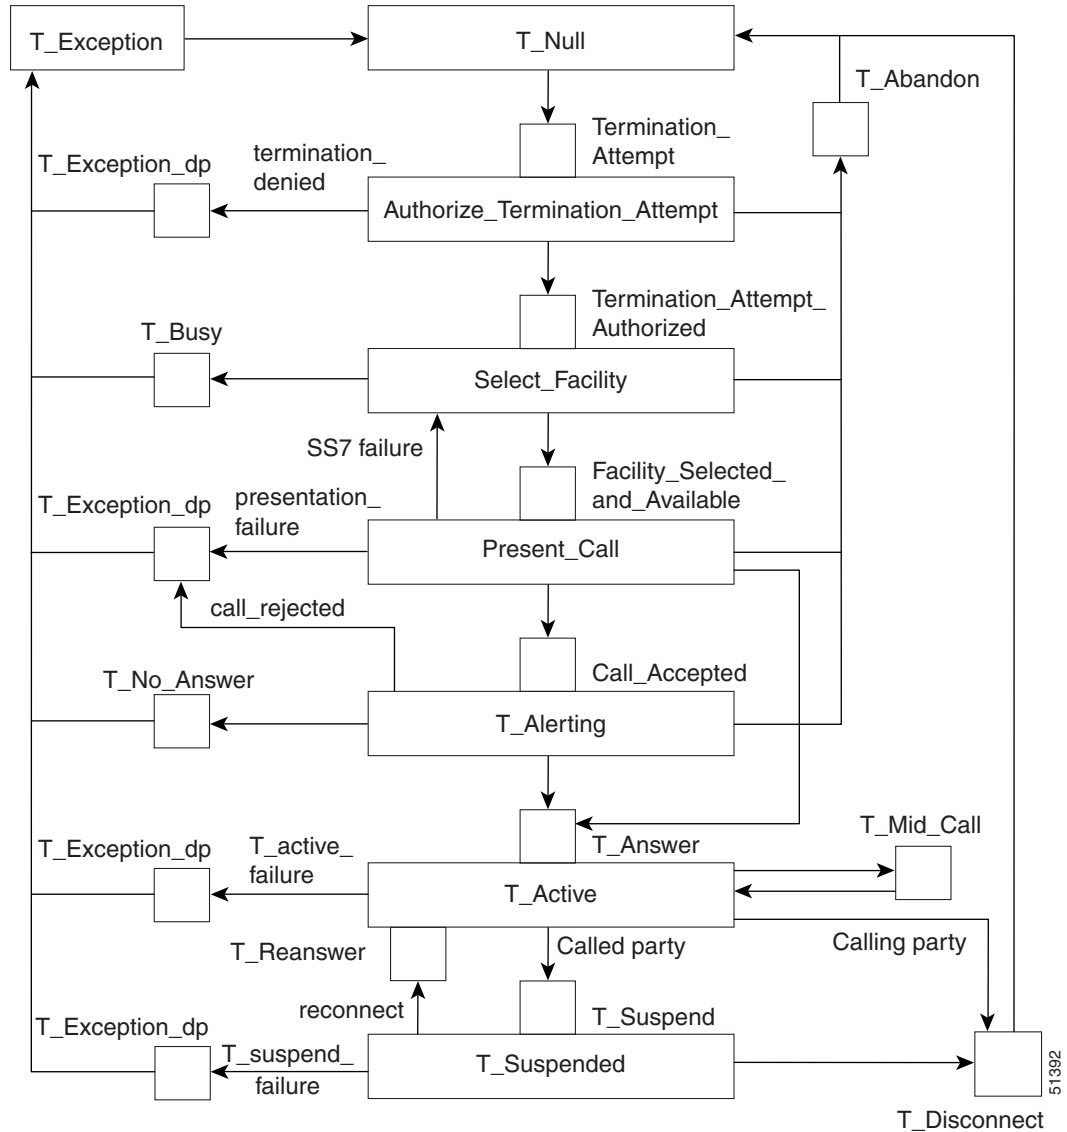 T_Exception
T_Null
T_Abandon
Termination_
Attempt
T_Exception_dp
termination_
denied
Authorize_Termination_Attempt
Termination_Attempt_
Authorized
T_Busy
Select_Facility
SS7 failure
Facility_Selected_
and_Available
T_Exception_dp
presentation_
failure
Present_Call
call_rejected
Call_Accepted
T_No_Answer
T_Alerting
T_Answer
T_Mid_Call
T_Exception_dp
T_active_
failure
T_Active
T_Reanswer
Called party
Calling party
reconnect
T_Suspend
T_Exception_dp
T_suspend_
failure
T_Suspended
51392
T_Disconnect